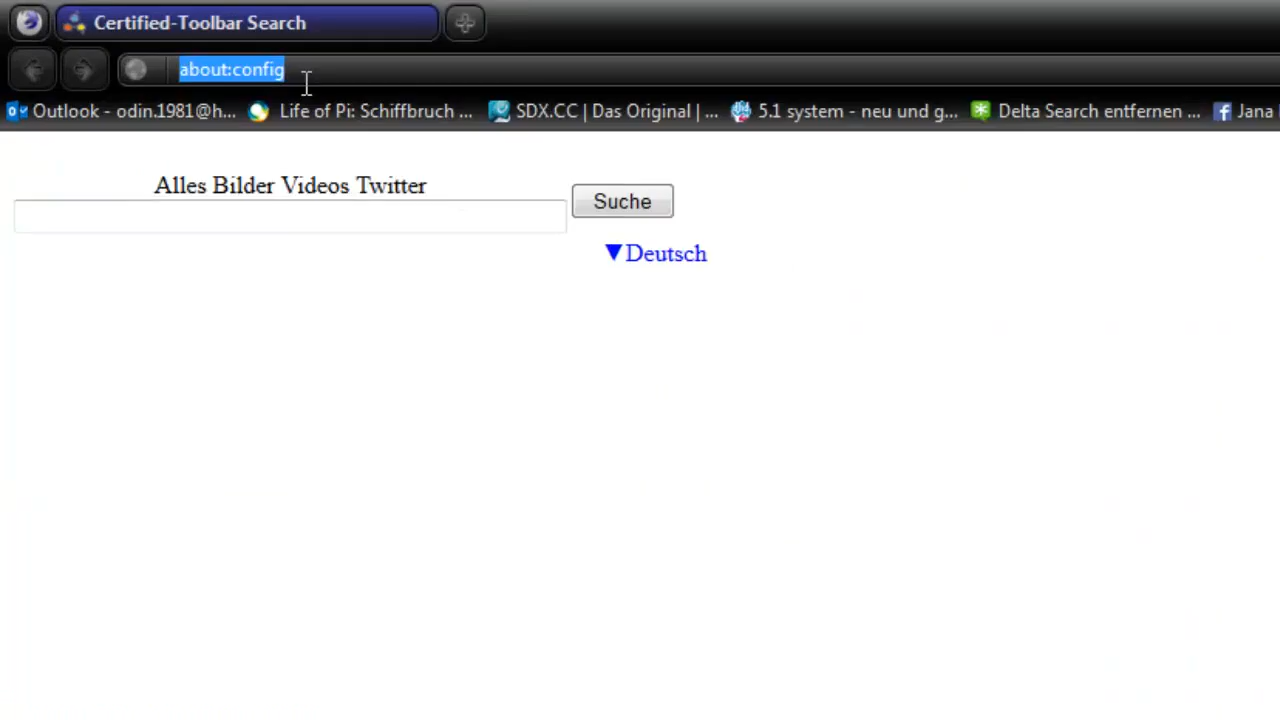 Certified-Toolbar Search
about:config
Outlook - odin.1981@h... Life of Pi: Schiffbruch ... SDX.CC | Das Original | ... 5.1 system - neu und g... Delta Search entfernen ... Jana
Alles Bilder Videos Twitter
Suche
▼Deutsch